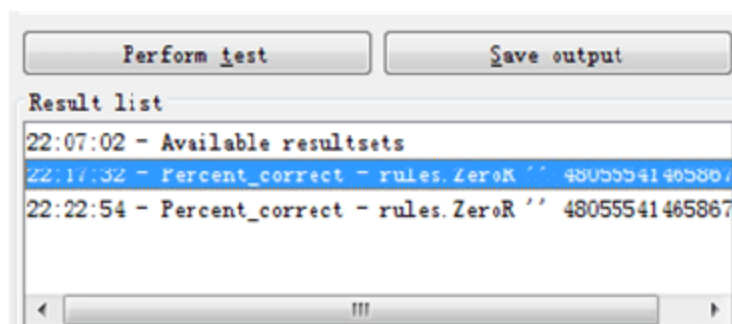 Perform test
Save output
Result list
22:07:02 - Available resultsets
22:17:32 - Percent_correct - rules.ZeroR '' 48055541465867
22:22:54 - Percent_correct - rules.ZeroR '' 48055541465867